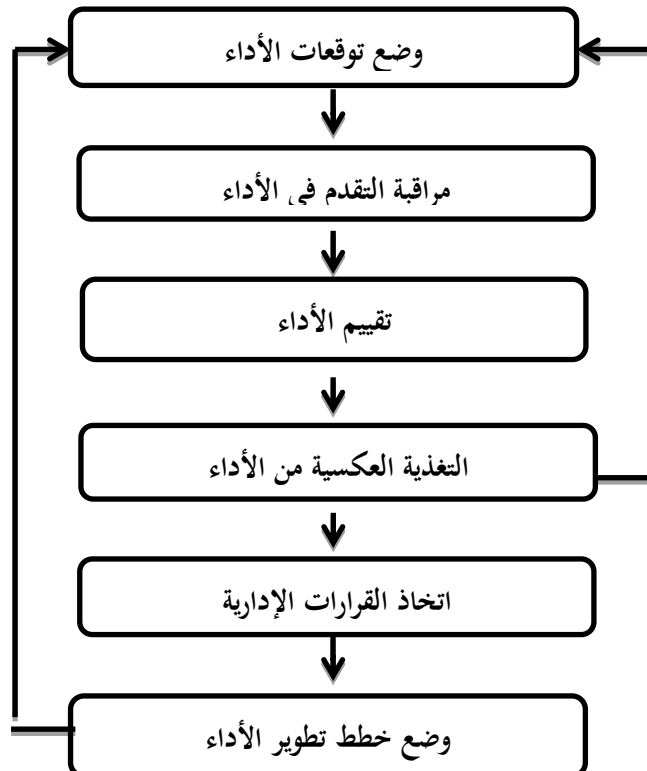 وضع توقعات الأداء
مراقبة التقدم في الأداء
تقييم الأداء
التغذية العكسية من الأداء
اتخاذ القرارات الإدارية
وضع خطط تطوير الأداء